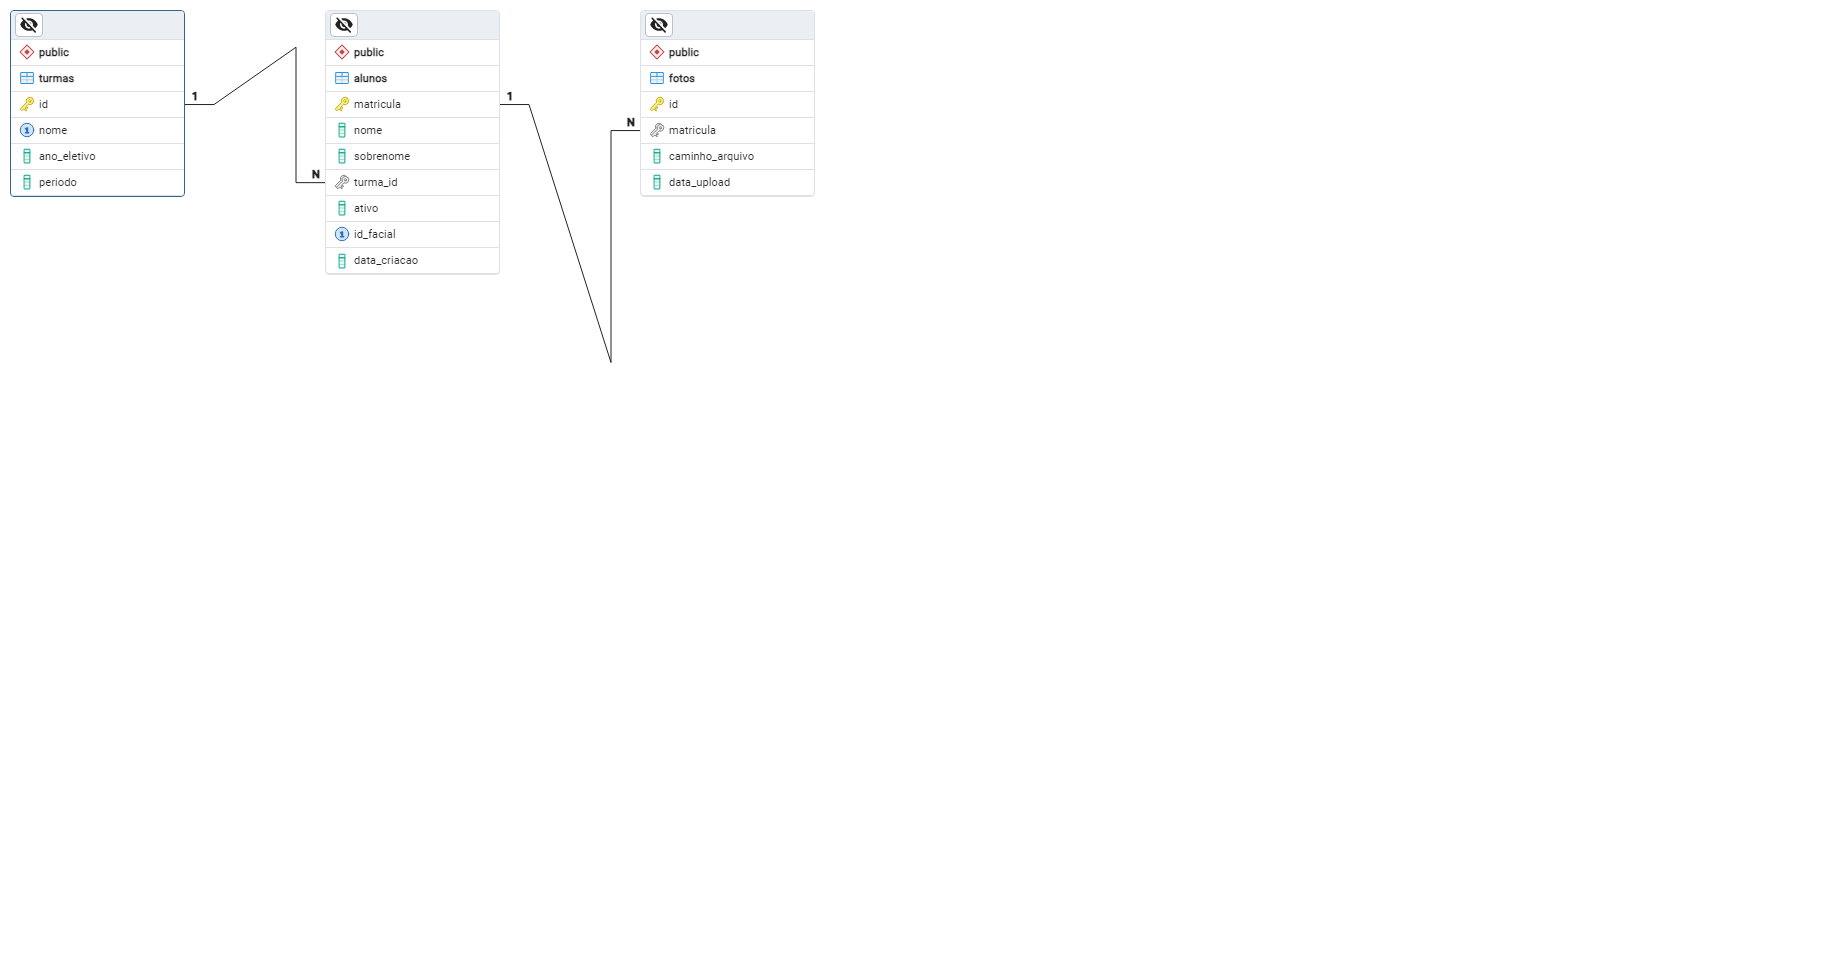 public
turmas
id
nome
ano_eletivo
periodo
1
N
public
alunos
matricula
nome
sobrenome
turma_id
ativo
id_facial
data_criacao
1
N
public
fotos
id
matricula
caminho_arquivo
data_upload